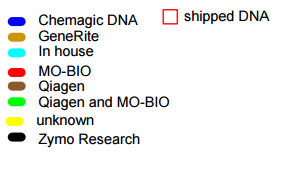 Chemagic DNA
GeneRite
In house
MO-BIO
Qiagen
Qiagen and MO-BIO
unknown
Zymo Research
shipped DNA